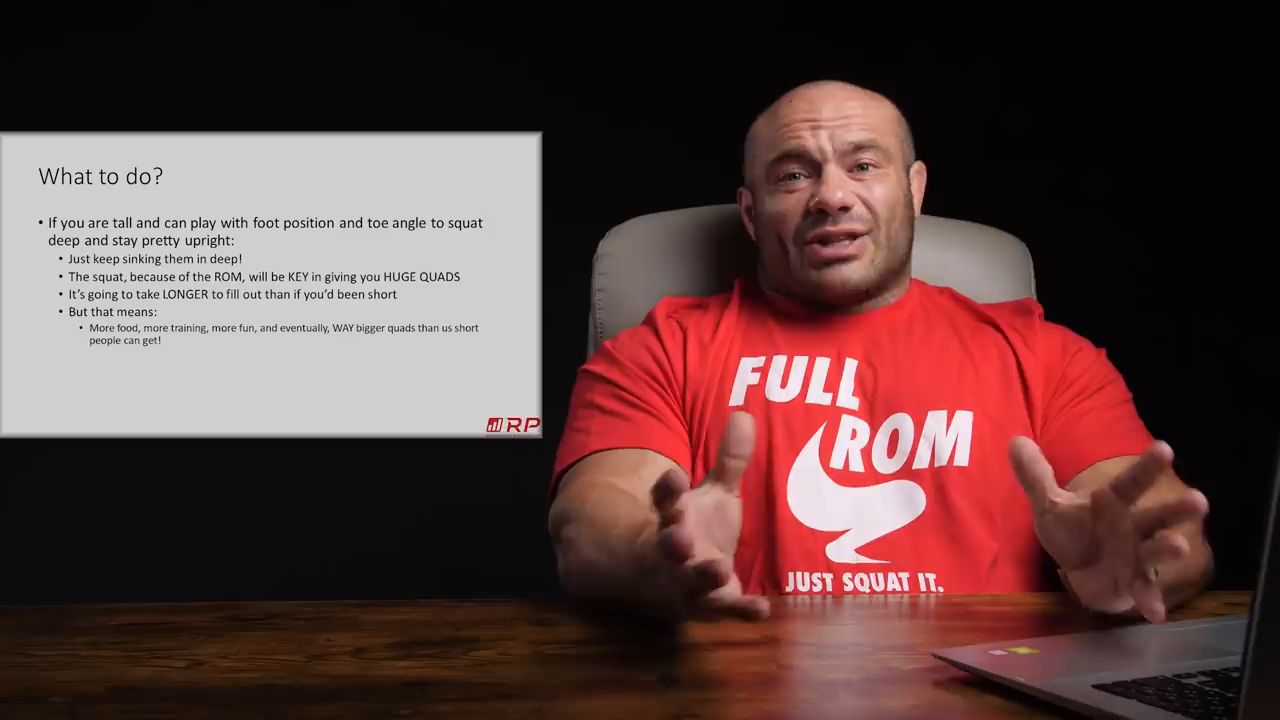 What to do?
• If you are tall and can play with foot position and toe angle to squat
deep and stay pretty upright:
• Just keep sinking them in deep!
• The squat, because of the ROM, will be KEY in giving you HUGE QUADS
• It's going to take LONGER to fill out than if you'd been short
• But that means:
• More food, more training, more fun, and eventually, WAY bigger quads than us short
people can get!
RP
FULL
ROM
JUST SQUAT IT.